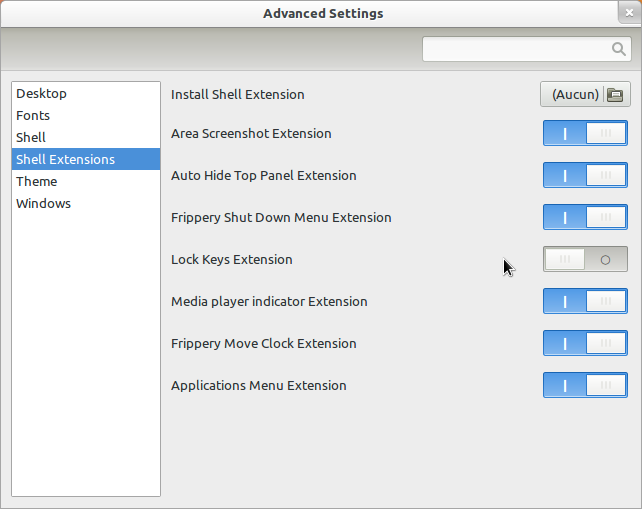 Advanced Settings
Desktop
Fonts
Shell
Shell Extensions
Theme
Windows
Install Shell Extension
(Aucun)
Area Screenshot Extension
Auto Hide Top Panel Extension
Frippery Shut Down Menu Extension
Lock Keys Extension
Media player indicator Extension
Frippery Move Clock Extension
Applications Menu Extension